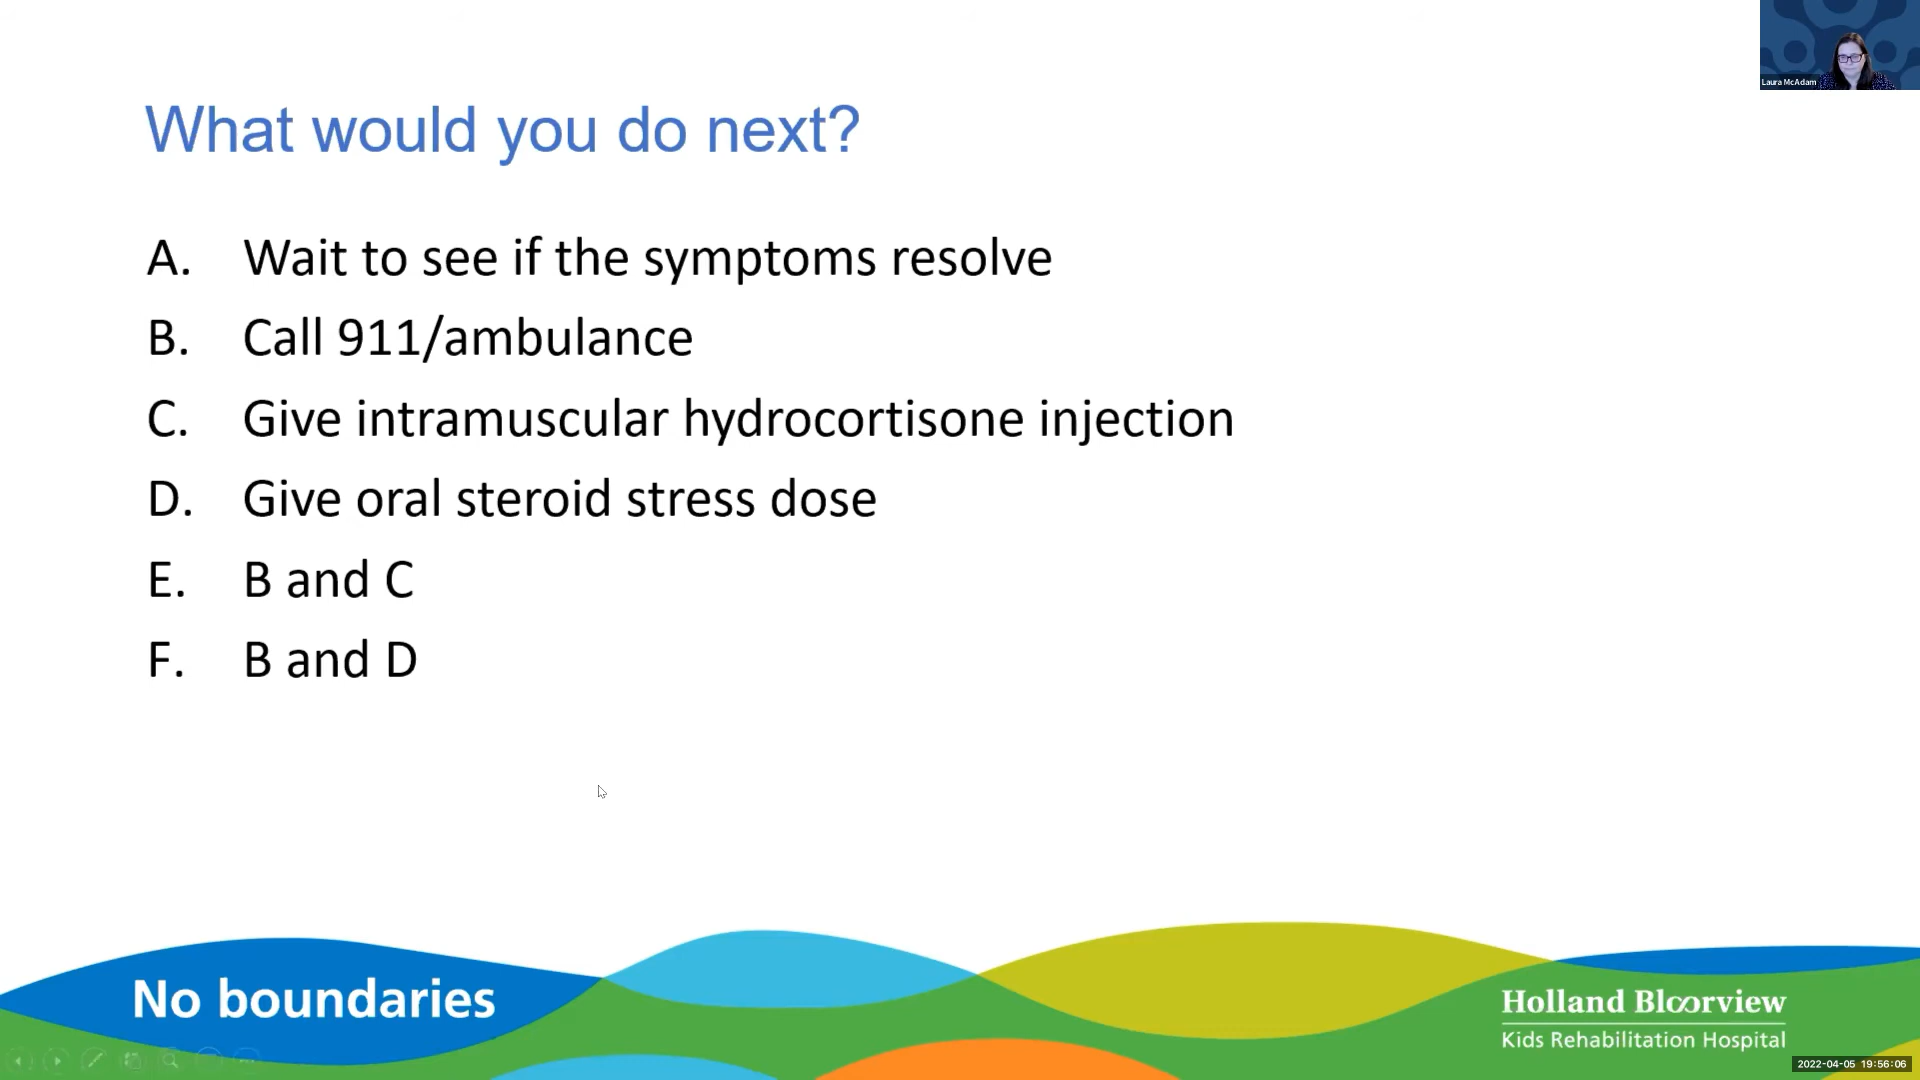 Laura McAdam
What would you do next?
A. Wait to see if the symptoms resolve
B. Call 911/ambulance
C. Give intramuscular hydrocortisone injection
D. Give oral steroid stress dose
E. B and C
F. B and D
No boundaries
Holland Bloorview
Kids Rehabilitation Hospital
2022-04-05 19:56:06